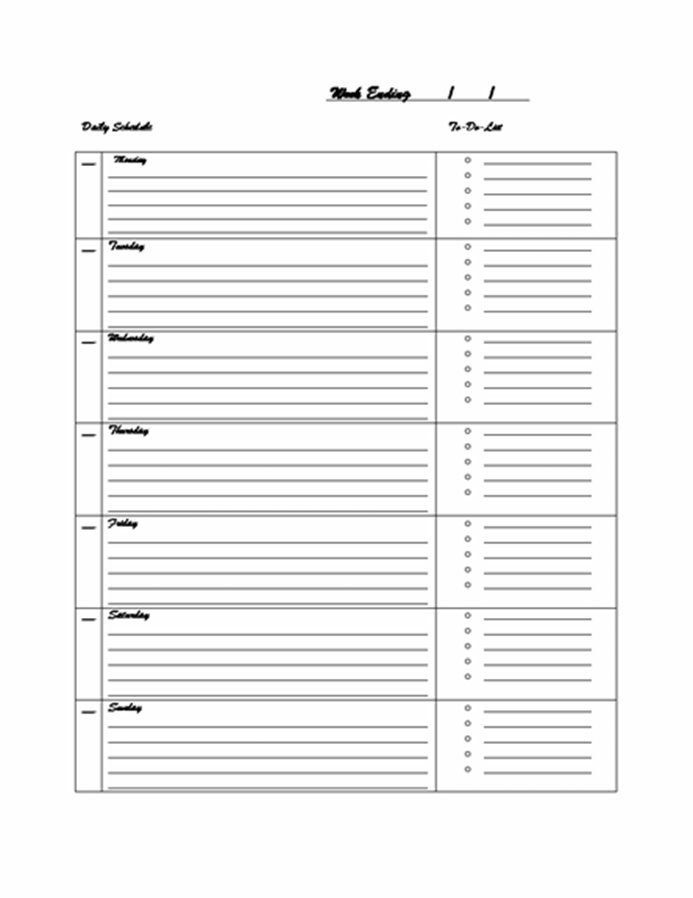 Week Ending / /
Daily Schedule To-Do-List
Monday
Tuesday
Wednesday
Thursday
Friday
Saturday
Sunday